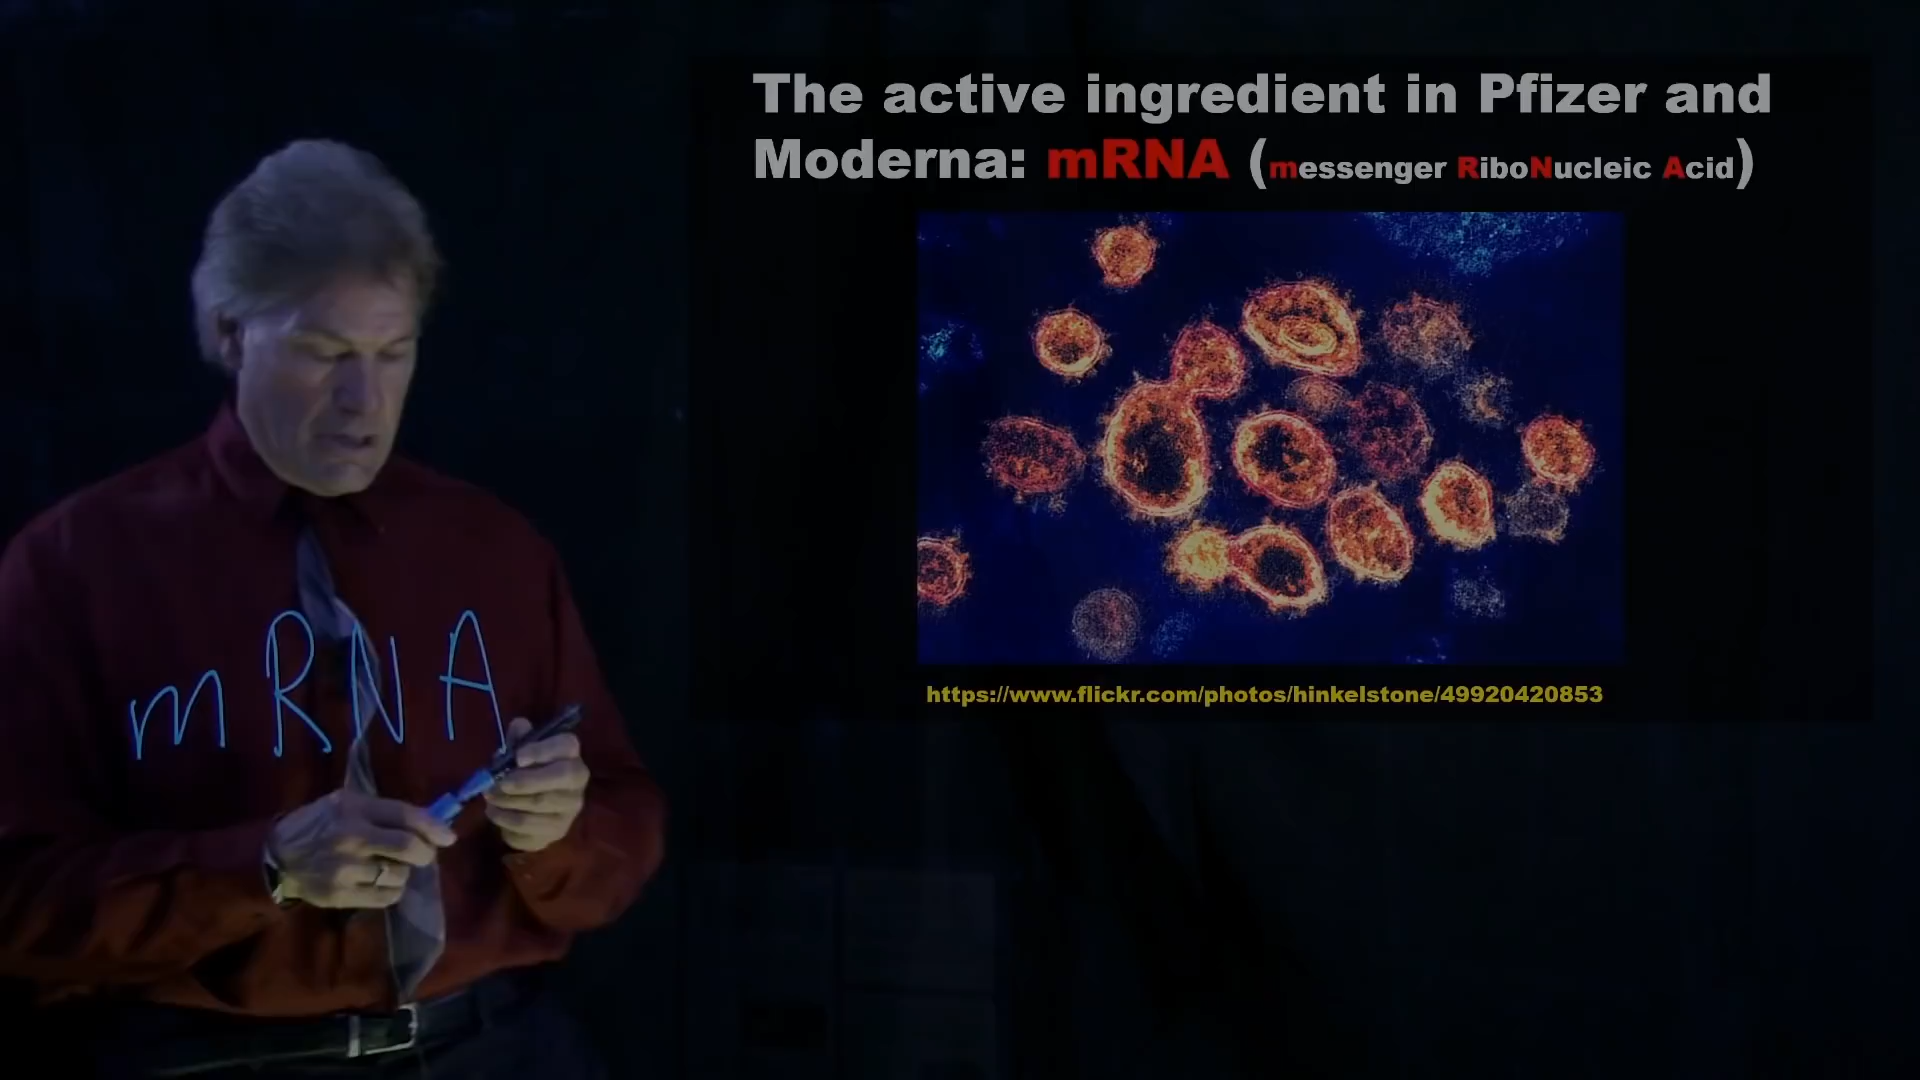 The active ingredient in Pfizer and
Moderna: mRNA (messenger RiboNucleic Acid)
mRNA
https://www.flickr.com/photos/hinkelstone/49920420853